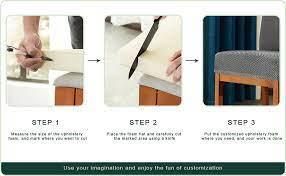 STEP 1
Measure the size of the upholstery
foam, and mark where you want to cut
STEP 2
Place the foam flat and carefully cut
the marked area using a knife
STEP 3
Put the customized upholstery foam
where you need, and your work is done
Use your imagination and enjoy the fun of customization